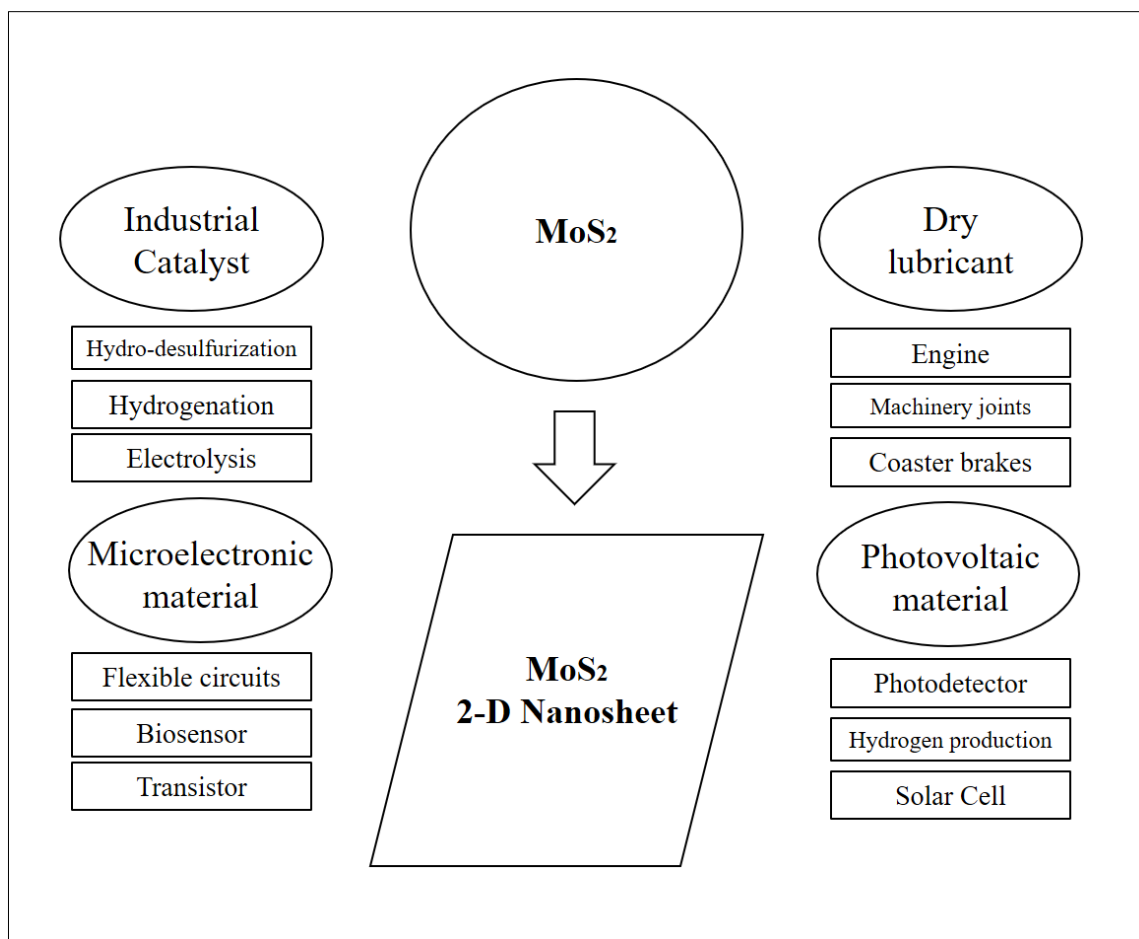 MoS₂
Industrial
Catalyst
Hydro-desulfurization
Hydrogenation
Electrolysis
Dry
lubricant
Engine
Machinery joints
Coaster brakes
Microelectronic
material
Flexible circuits
Biosensor
Transistor
MoS₂
2-D Nanosheet
Photovoltaic
material
Photodetector
Hydrogen production
Solar Cell